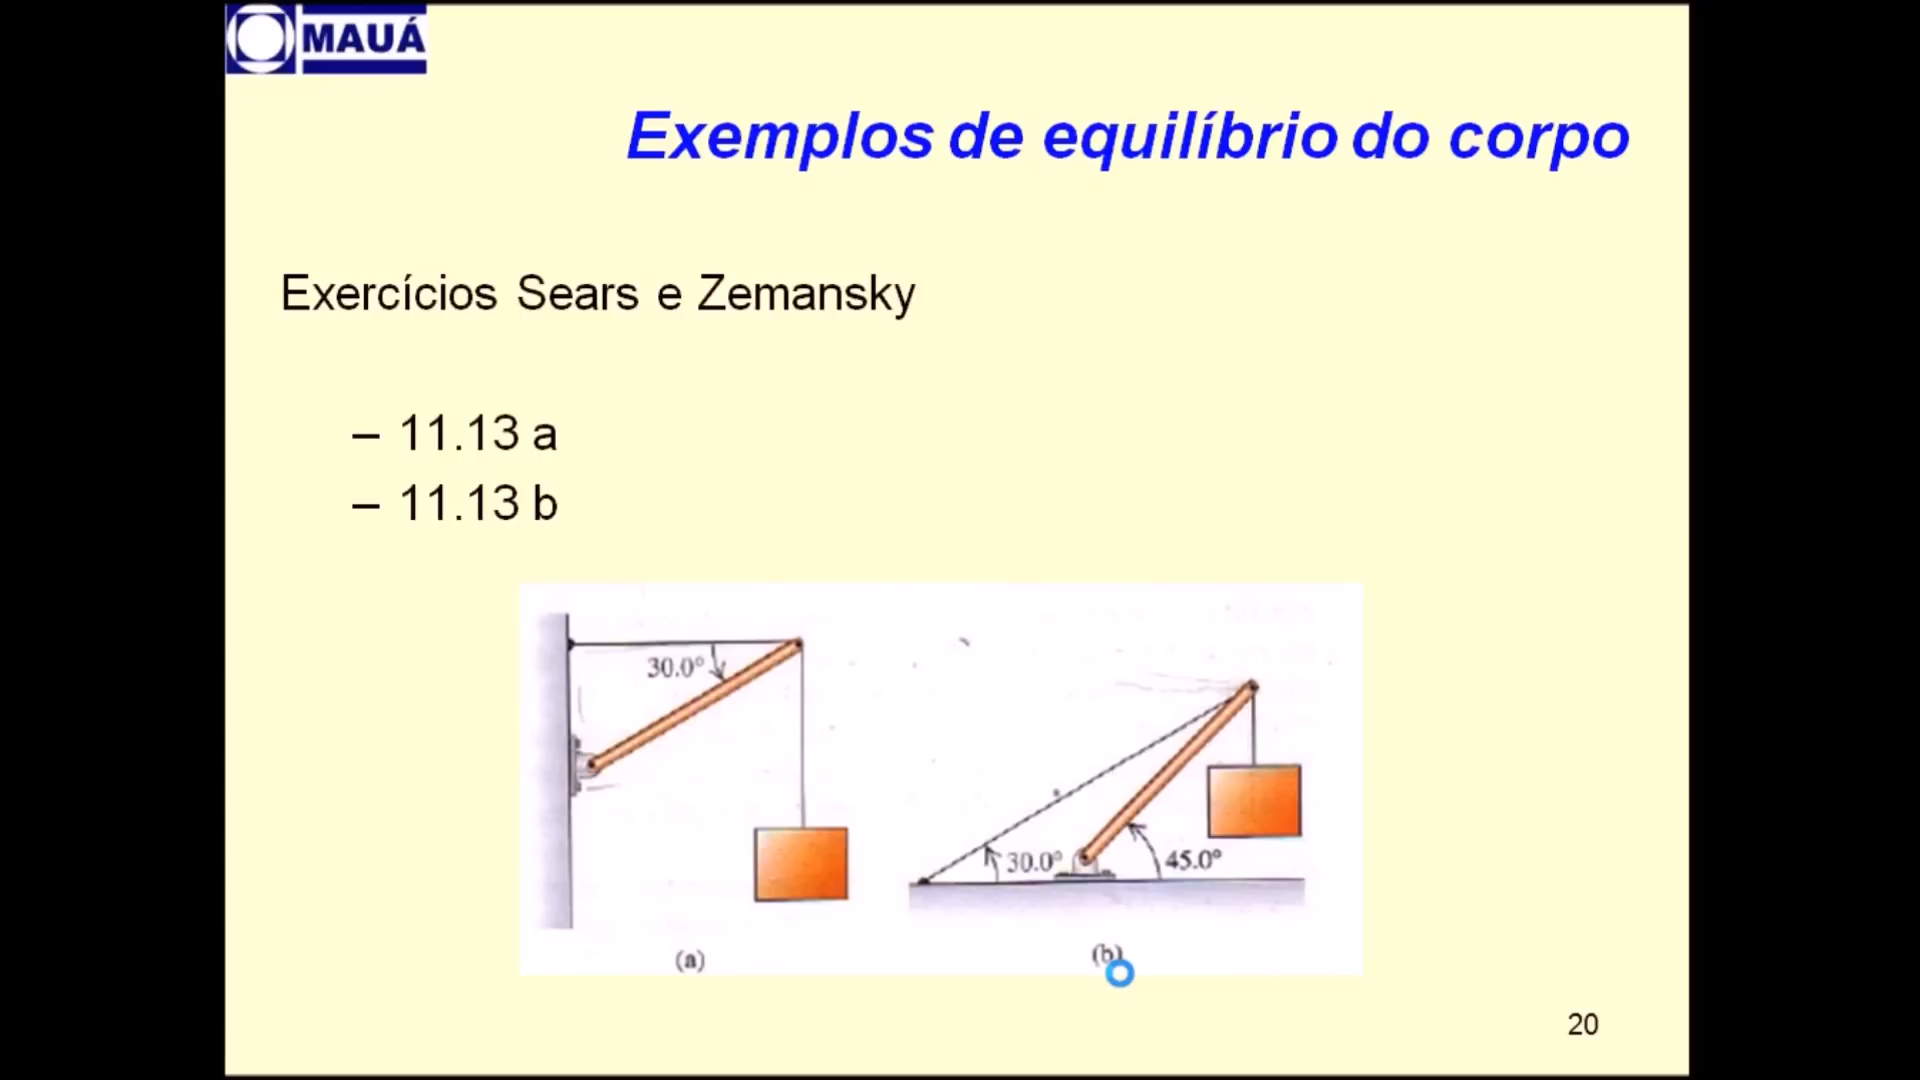 MAUÁ
Exemplos de equilíbrio do corpo
Exercícios Sears e Zemansky
– 11.13 a
– 11.13 b
30.0°
30.0°
45.0°
(a)
(b)
20